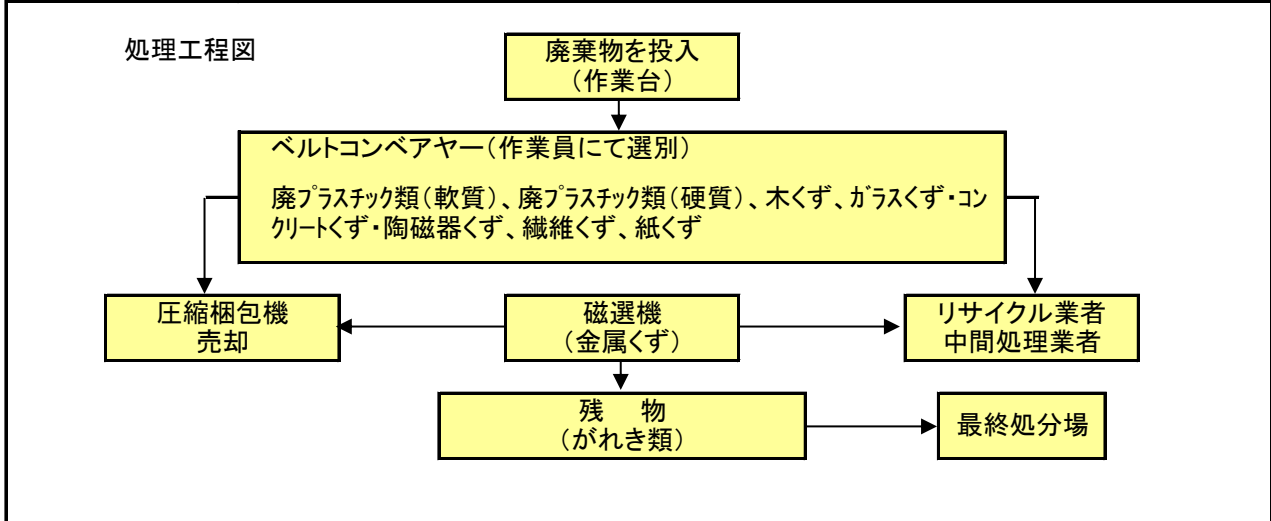 処理工程図
廃棄物を投入
（作業台）
ベルトコンベアヤー（作業員にて選別）
廃ﾌﾟﾗｽﾁｯｸ類（軟質）、廃ﾌﾟﾗｽﾁｯｸ類（硬質）、木くず、ｶﾞﾗｽくず・ｺﾝ
ｸﾘｰﾄくず・陶磁器くず、繊維くず、紙くず
圧縮梱包機
売却
磁選機
（金属くず）
リサイクル業者
中間処理業者
残　物
（がれき類）
最終処分場